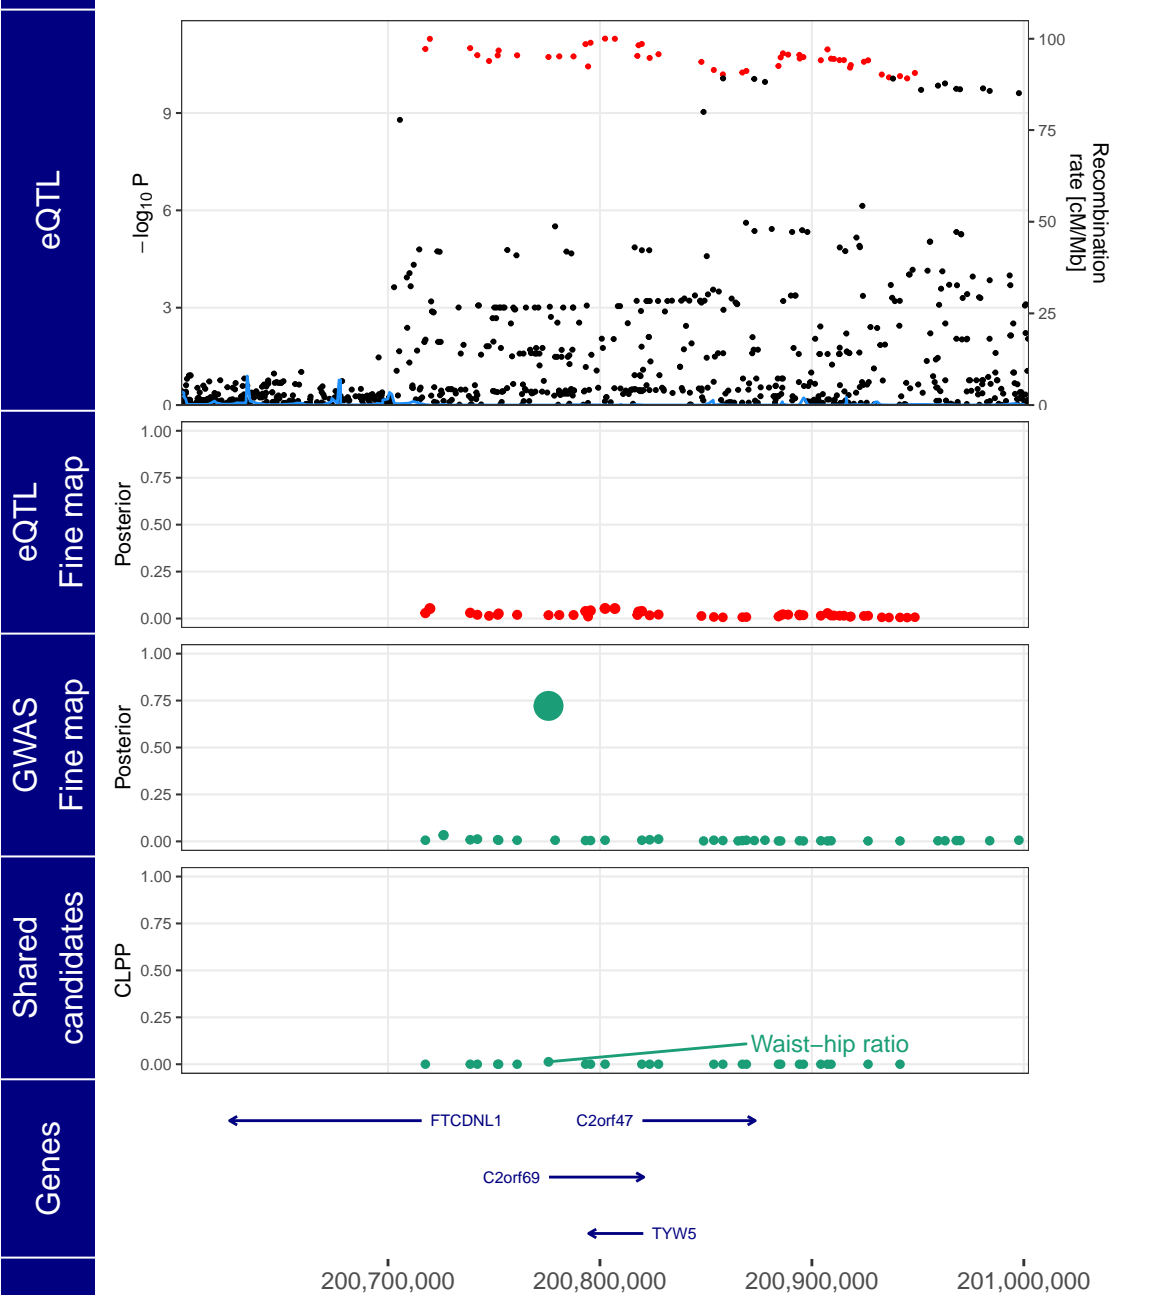 eQTL
−log10 P
0
3
6
9
0
25
50
75
100
Recombination
rate [cM/Mb]
eQTL
Fine map
Posterior
1.00
0.75
0.50
0.25
0.00
GWAS
Fine map
Posterior
1.00
0.75
0.50
0.25
0.00
Shared
candidates
CLPP
1.00
0.75
0.50
0.25
0.00
Waist−hip ratio
Genes
FTCDNL1
C2orf47
C2orf69
TYW5
200,700,000
200,800,000
200,900,000
201,000,000